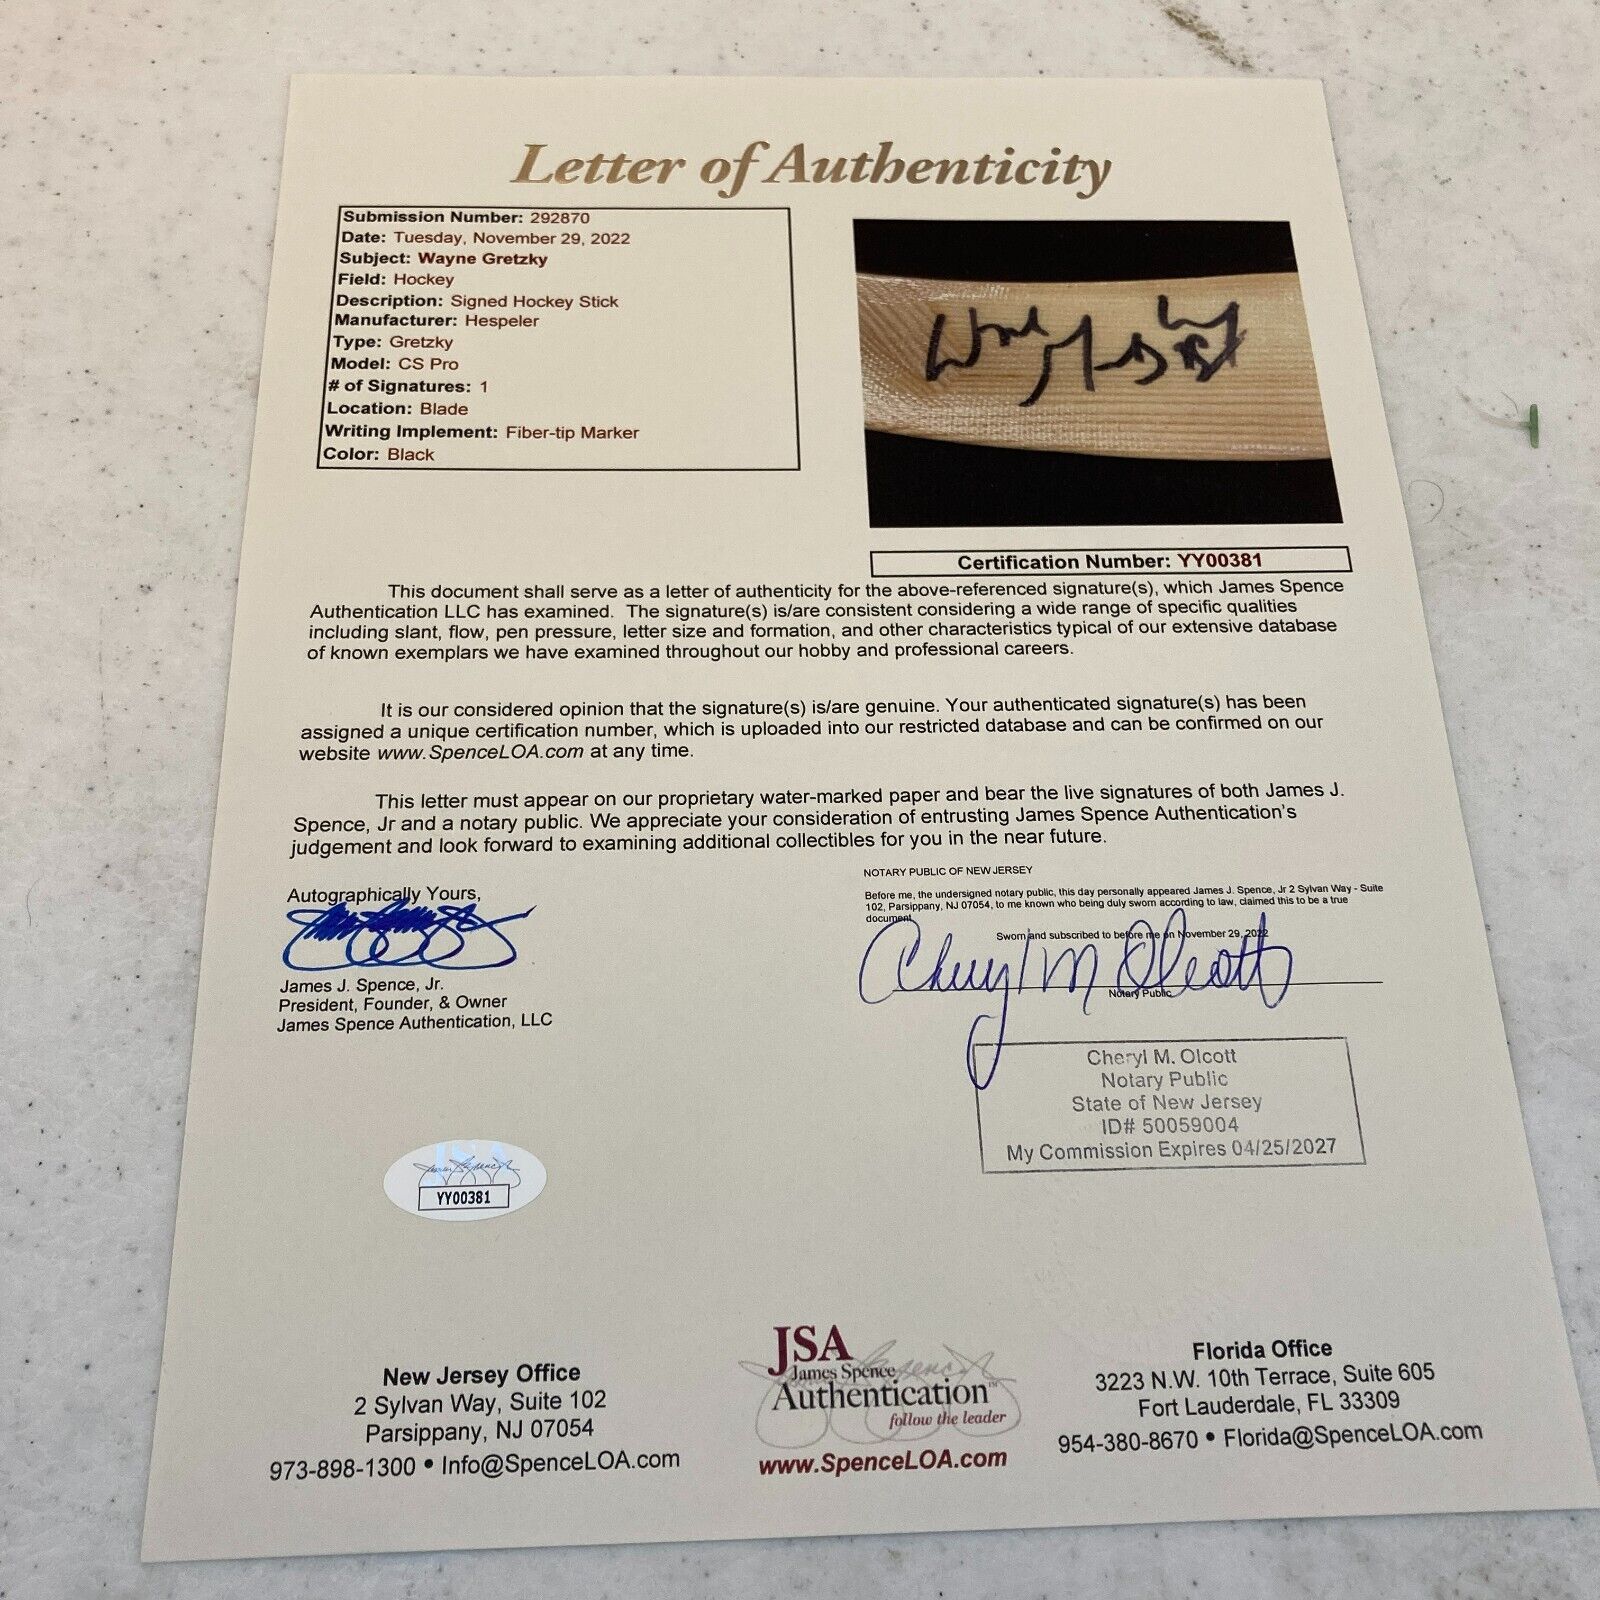 Letter of Authenticity
Submission Number: 292870
Date: Tuesday, November 29, 2022
Subject: Wayne Gretzky
Field: Hockey
Description: Signed Hockey Stick
Manufacturer: Hespeler
Type: Gretzky
Model: CS Pro
# of Signatures: 1
Location: Blade
Writing Implement: Fiber-tip Marker
Color: Black
Certification Number: YY00381
This document shall serve as a letter of authenticity for the above-referenced signature(s), which James Spence
Authentication LLC has examined. The signature(s) is/are consistent considering a wide range of specific qualities
including slant, flow, pen pressure, letter size and formation, and other characteristics typical of our extensive database
of known exemplars we have examined throughout our hobby and professional careers.
It is our considered opinion that the signature(s) is/are genuine. Your authenticated signature(s) has been
assigned a unique certification number, which is uploaded into our restricted database and can be confirmed on our
website www.SpenceLOA.com at any time.
This letter must appear on our proprietary water-marked paper and bear the live signatures of both James J.
Spence, Jr and a notary public. We appreciate your consideration of entrusting James Spence Authentication's
judgement and look forward to examining additional collectibles for you in the near future.
Autographically Yours,
James J. Spence, Jr.
President, Founder, & Owner
James Spence Authentication, LLC
NOTARY PUBLIC OF NEW JERSEY
Before me, the undersigned notary public, this day personally appeared James J. Spence, Jr 2 Sylvan Way - Suite
102, Parsippany, NJ 07054, to me known who being duly sworn according to law, claimed this to be a true
document.
Sworn and subscribed to before me on November 29, 2022
Cheryl M Olcott
Notary Public
Cheryl M. Olcott
Notary Public
State of New Jersey
ID# 50059004
My Commission Expires 04/25/2027
JSA
YY00381
New Jersey Office
2 Sylvan Way, Suite 102
Parsippany, NJ 07054
973-898-1300 • Info@SpenceLOA.com
JSA
James Spence
Authentication™
follow the leader
www.SpenceLOA.com
Florida Office
3223 N.W. 10th Terrace, Suite 605
Fort Lauderdale, FL 33309
954-380-8670 • Florida@SpenceLOA.com